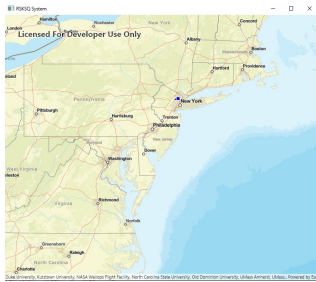 RSKSQ System
Hamilton
Rochester
New York
Concord
London
Licensed For Developer Use Only
Albany
Boston
Hartford
Providence
Pennsylvania
New York
Pittsburgh
Harrisburg
Trenton
Philadelphia
Dover
Washington
West Virginia
Virginia
Richmond
Norfolk
Greensboro
Raleigh
North Carolina
Charlotte
Duke University, Kutztown University, NASA Wallops Flight Facility, North Carolina State University, Old Dominion University, UMass Amherst, UMass, Powered by Es